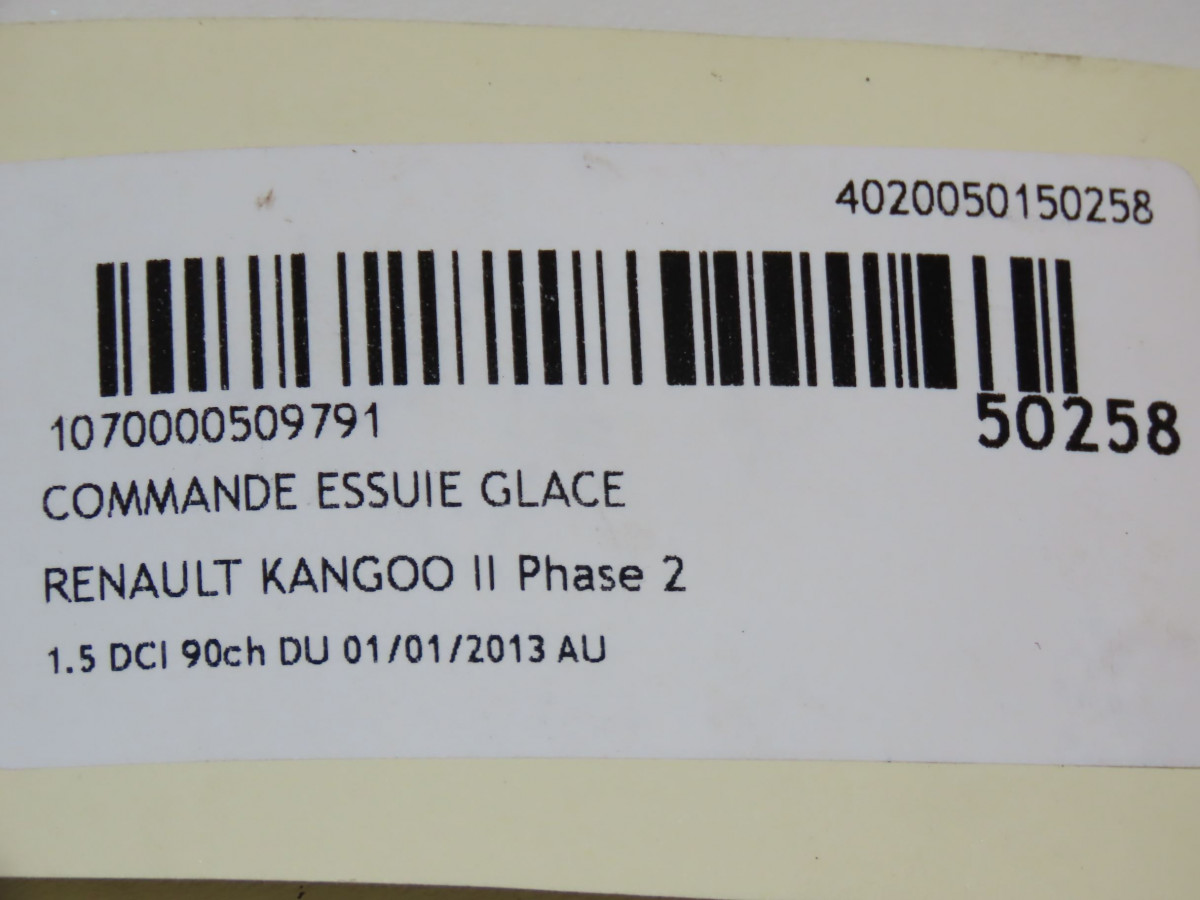 4020050150258
1070000509791
50258
COMMANDE ESSUIE GLACE
RENAULT KANGOO II Phase 2
1.5 DCI 90ch DU 01/01/2013 AU